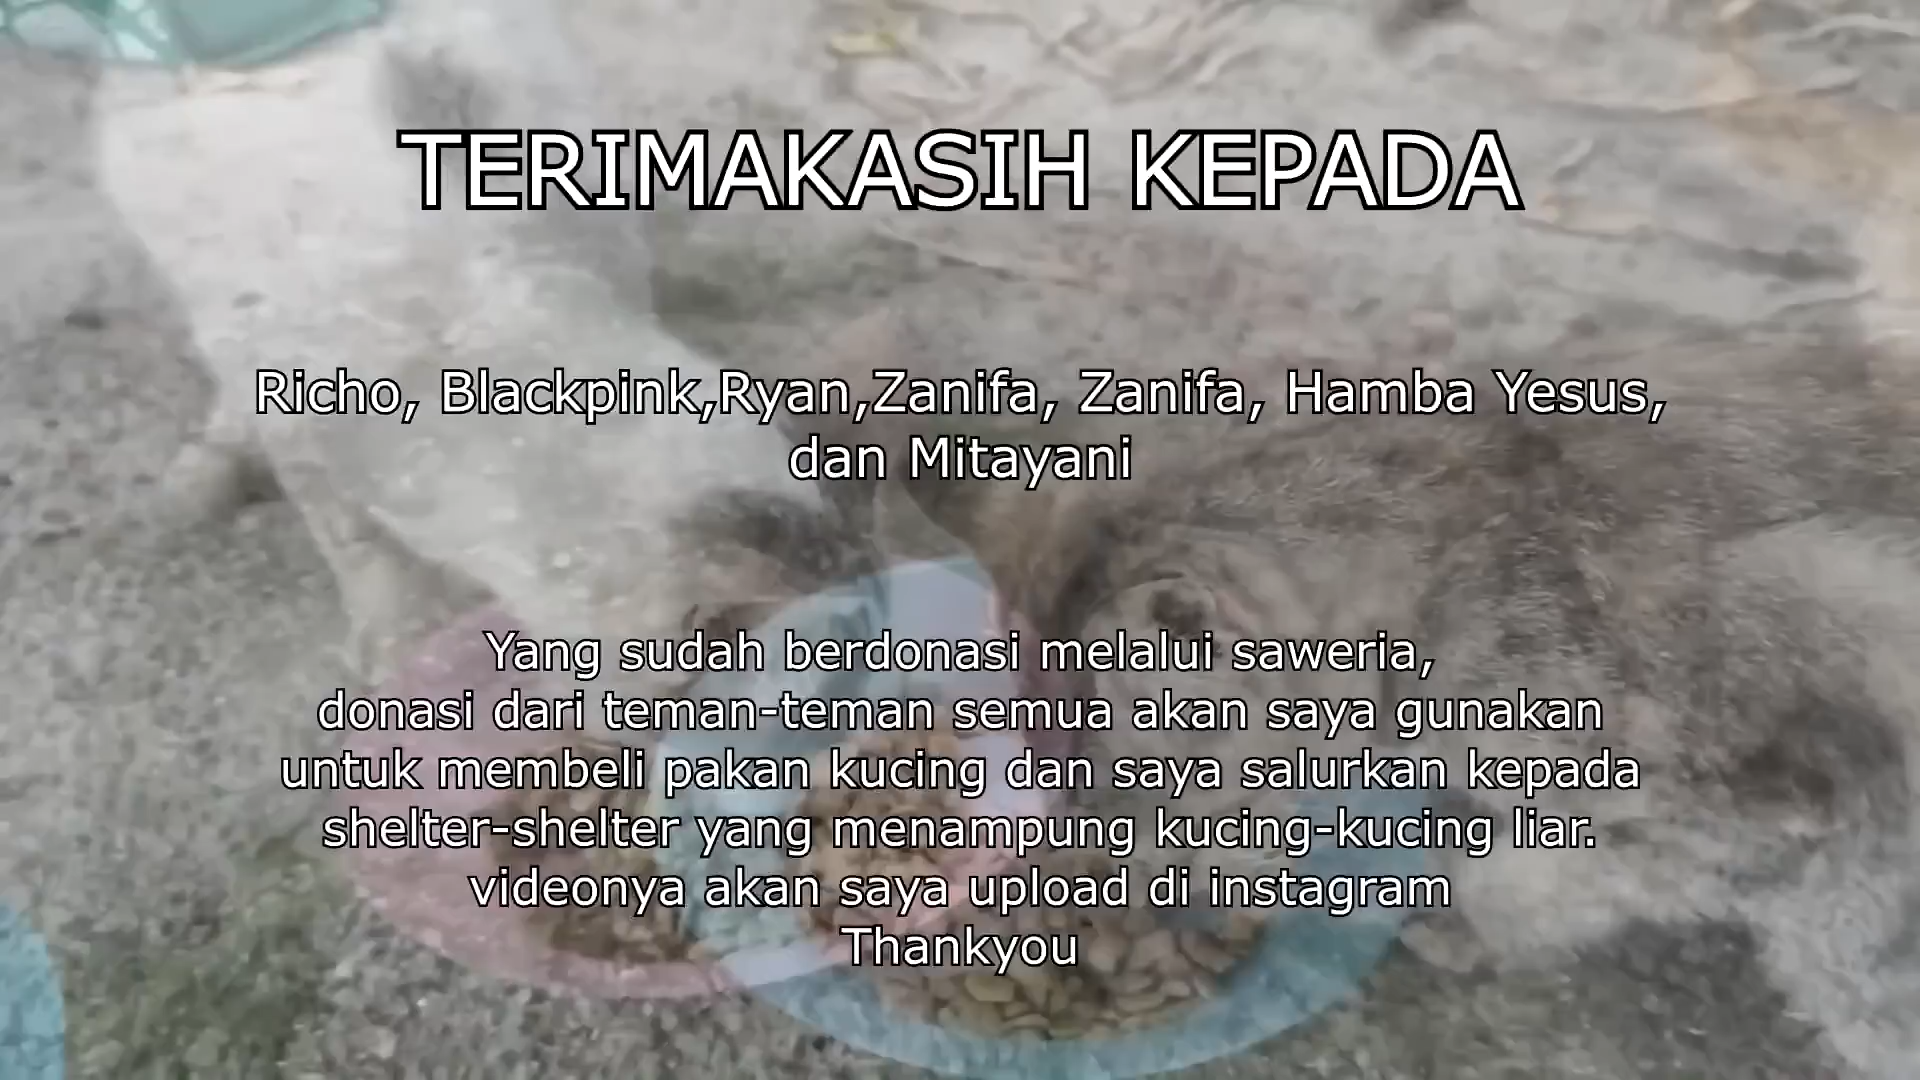 TERIMAKASIH KEPADA
Richo, Blackpink,Ryan,Zanifa, Zanifa, Hamba Yesus,
dan Mitayani
Yang sudah berdonasi melalui saweria,
donasi dari teman-teman semua akan saya gunakan
untuk membeli pakan kucing dan saya salurkan kepada
shelter-shelter yang menampung kucing-kucing liar.
videonya akan saya upload di instagram
Thankyou